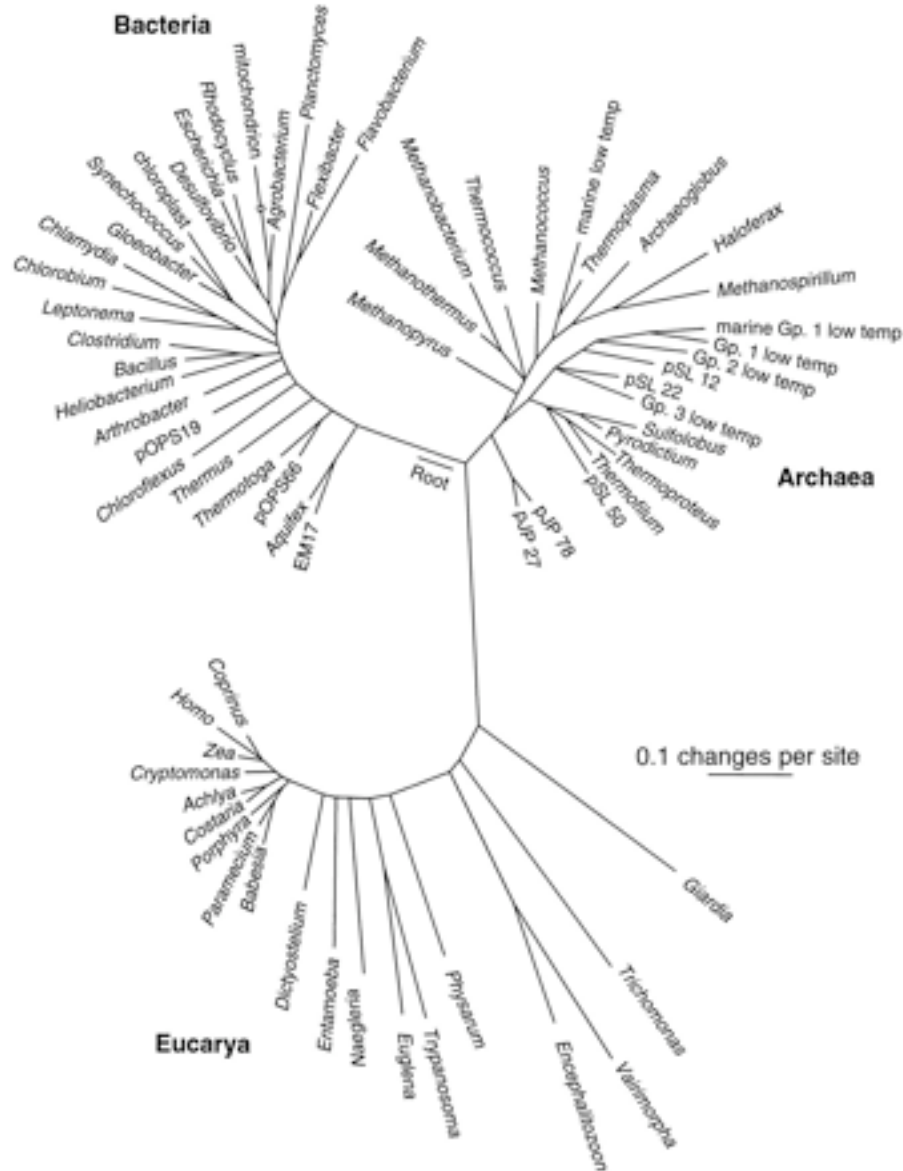 Bacteria
mitochondrion
Rhodocyclus
Escherichia
Desulfovibrio
chloroplast
Synechococcus
Gloeobacter
Chlamydia
Chlorobium
Leptonema
Clostridium
Bacillus
Heliobacterium
Arthrobacter
pOPS19
Chloroflexus
Thermus
Thermotoga
pOPS66
Aquifex
EM17
Agrobacterium
Planctomyces
Flexibacter
Flavobacterium
Root
Methanopyrus
Methanothermus
Methanobacterium
Thermococcus
Methanococcus
marine low temp
Thermoplasma
Archaeoglobus
Haloferax
Methanospirillum
marine Gp. 1 low temp
Gp. 1 low temp
Gp. 2 low temp
pSL 12
pSL 22
Gp. 3 low temp
Sulfolobus
Pyrodictium
Thermoproteus
Thermofilum
pSL 50
pJP 78
pJP 27
Archaea
Coprinus
Homo
Zea
Cryptomonas
Achlya
Costaria
Porphyra
Paramecium
Babesia
Dictyostelium
Entamoeba
Naegleria
Euglena
Trypanosoma
Physarum
Encephalitozoon
Vairimorpha
Trichomonas
Giardia
0.1 changes per site
Eucarya